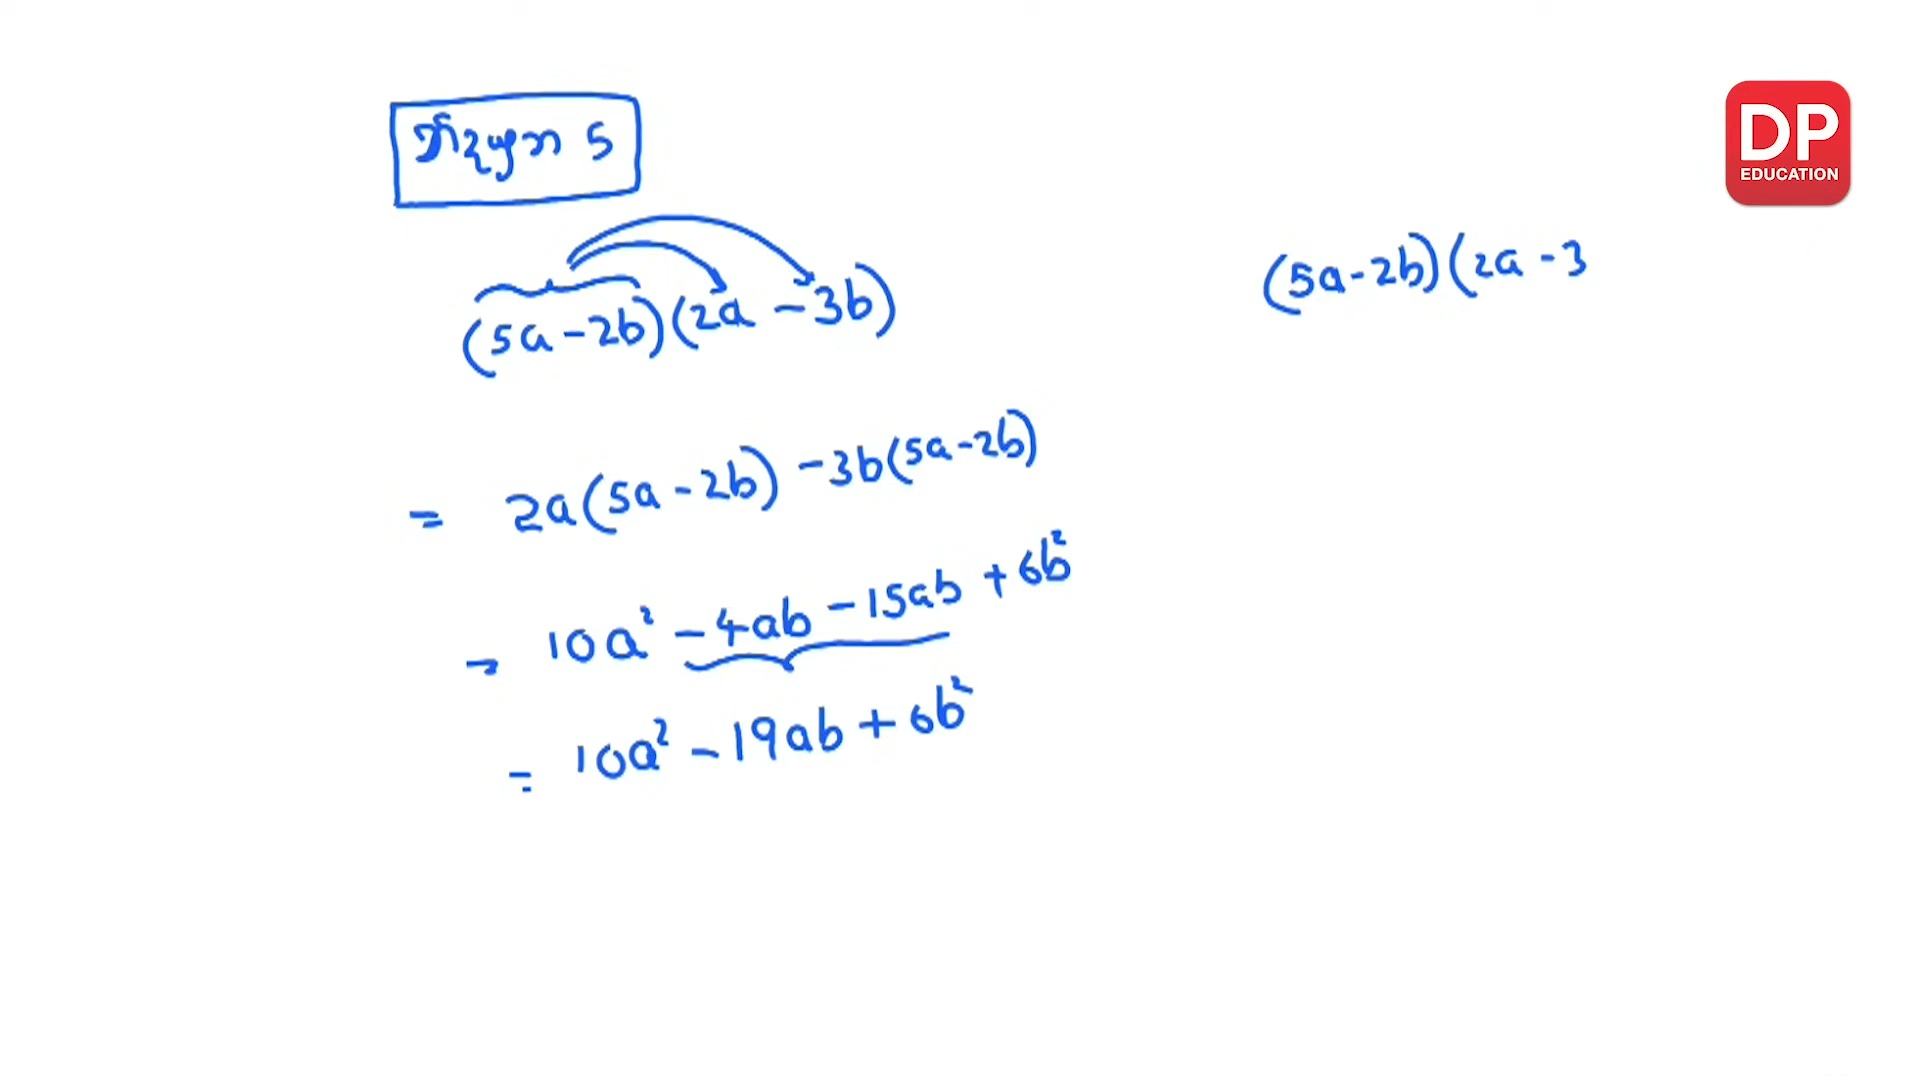 නිදසුන 5
DP
EDUCATION
(5a-2b)(2a-3b)
(5a-2b)(2a-3
= 2a(5a-2b) -3b(5a-2b)
= 10a² -4ab -15ab +6b²
= 10a² -19ab +6b²